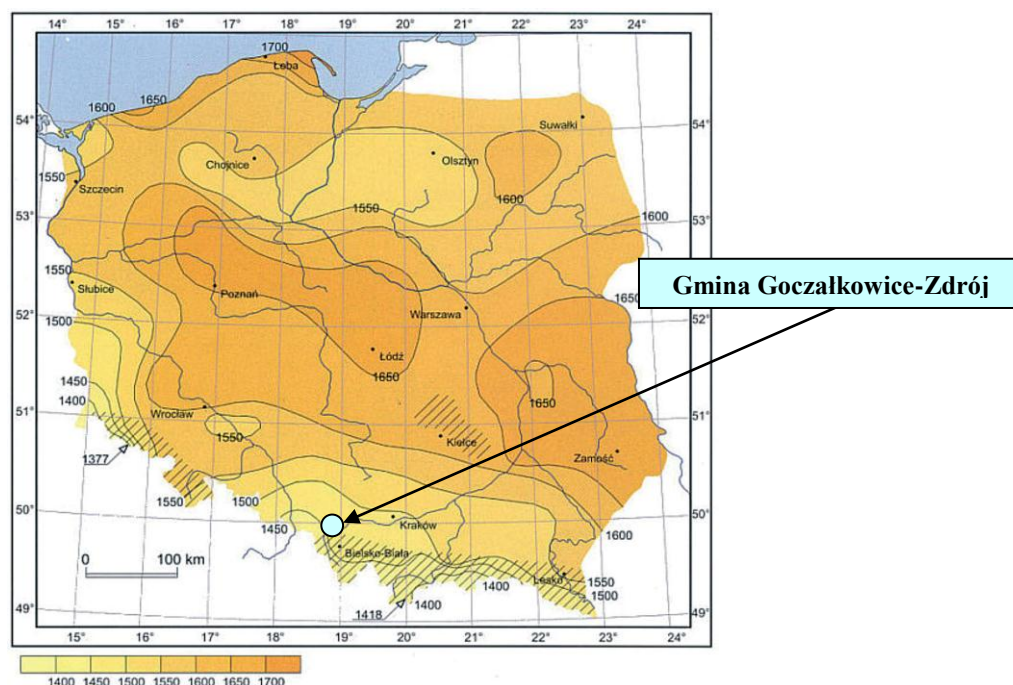 14° 15° 16° 17° 18° 19° 20° 21° 22° 23° 24°
1700
Łeba
1650
1600
54° 54°
Suwałki
Chojnice
Olsztyn
1550
Szczecin
1600
53° 1550 1600 53°
1550
Słubice
Poznań
1650
Gmina Goczałkowice-Zdrój
Warszawa
52° 52°
1500
Łódź
1650
1450
1650
1400
51° Wrocław 51°
1550
Kielce
1377
Zamość
1550
1500
50° 1450 Kraków 50°
1600
0 100 km
Bielsko-Biała
Lesko
1550
1400
1500
1400
49° 1418 49°
15° 16° 17° 18° 19° 20° 21° 22° 23° 24°
1400 1450 1500 1550 1600 1650 1700